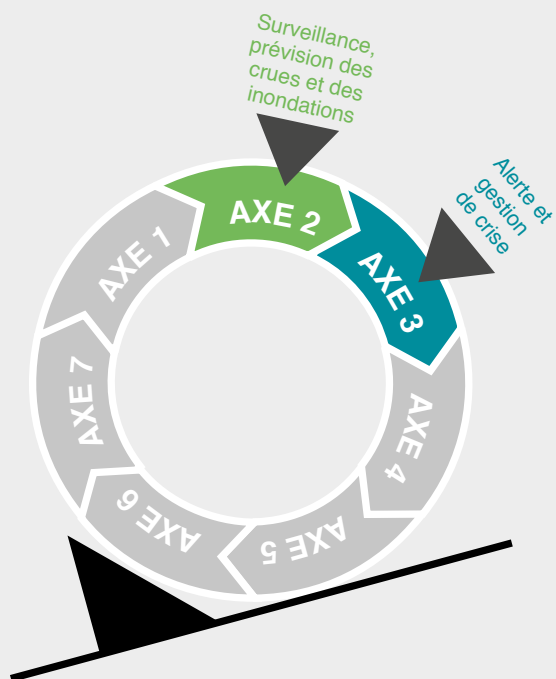 Surveillance,
prévision des
crues et des
inondations
Alerte et
gestion
de crise
AXE 1
AXE 2
AXE 3
AXE 4
AXE 5
AXE 6
AXE 7